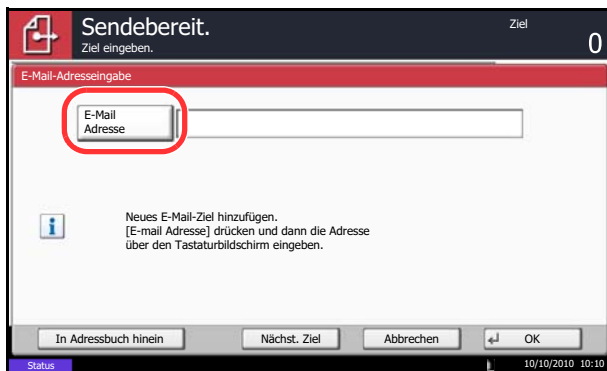 Sendebereit.
Ziel eingeben.
Ziel
0
E-Mail-Adresseingabe
E-Mail
Adresse
Neues E-Mail-Ziel hinzufügen.
[E-mail Adresse] drücken und dann die Adresse
über den Tastaturbildschirm eingeben.
In Adressbuch hinein
Nächst. Ziel
Abbrechen
OK
Status
10/10/2010 10:10